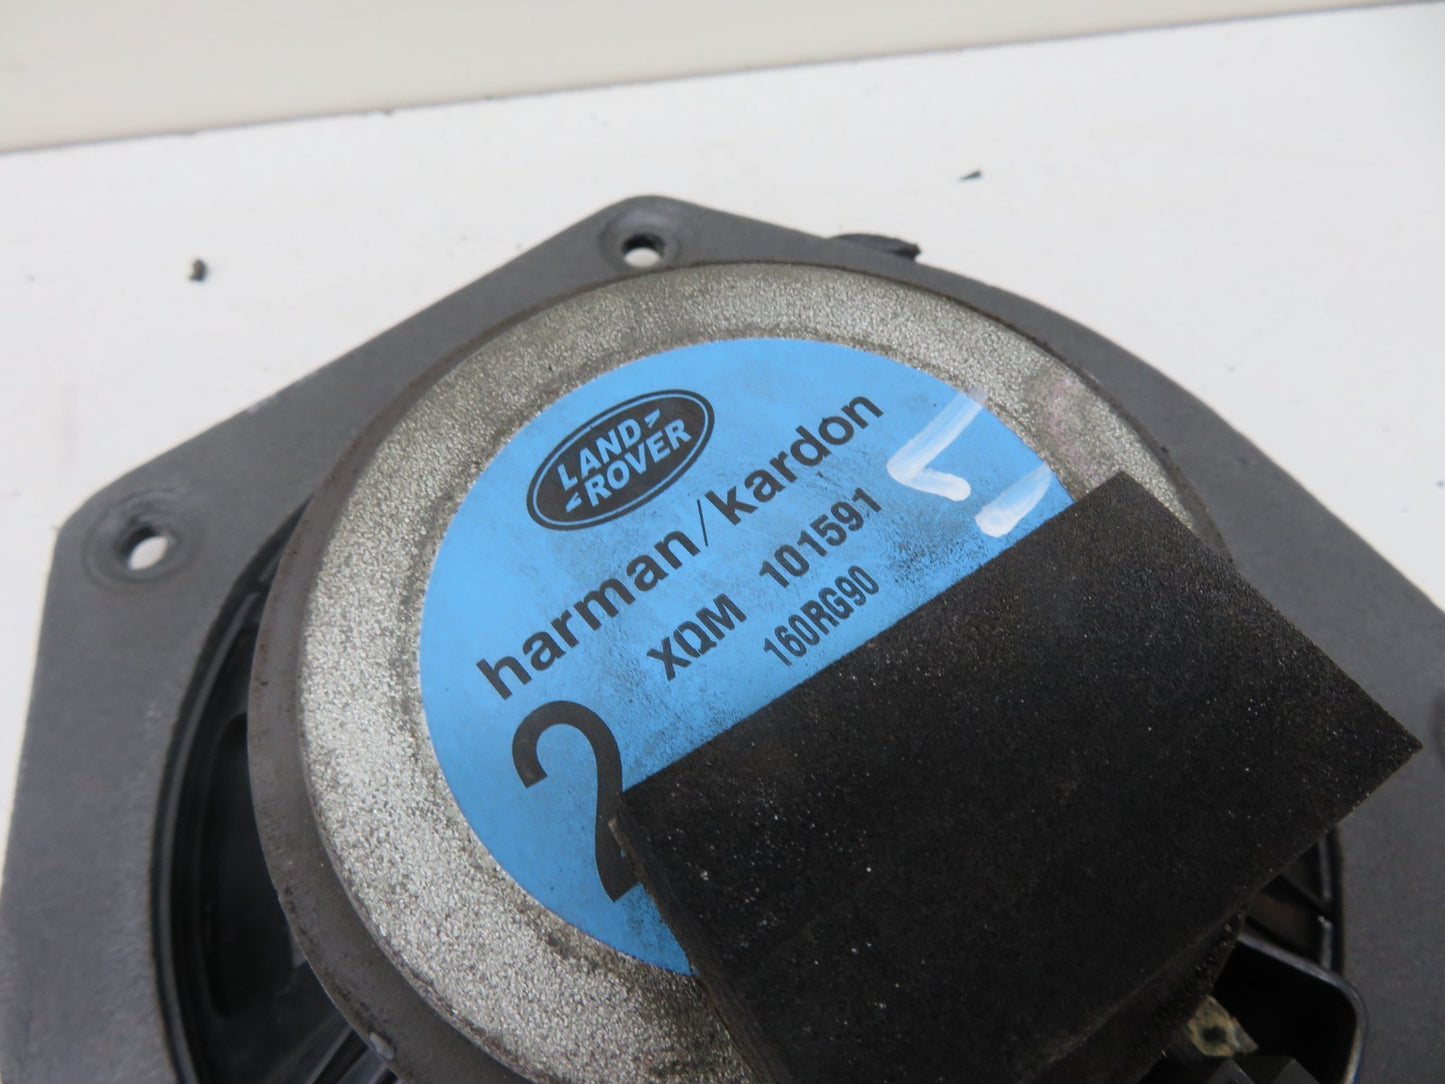 LAND
ROVER
harman/kardon
XQM 101591
160RG90
2